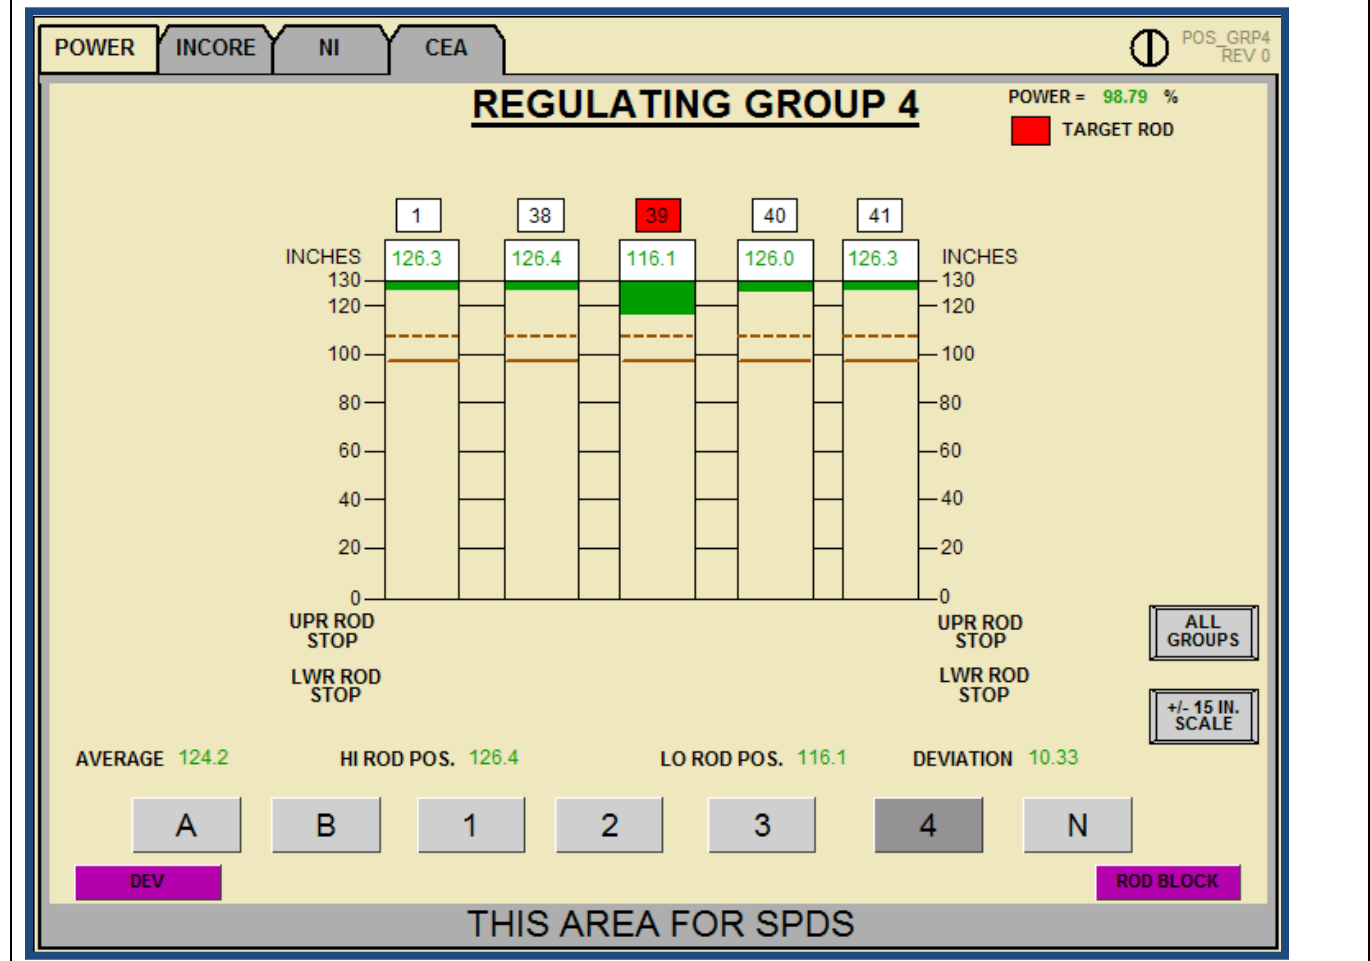 POWER INCORE NI CEA
POS_GRP4
REV 0
REGULATING GROUP 4
POWER = 98.79 %
TARGET ROD
1 38 39 40 41
INCHES 126.3 126.4 116.1 126.0 126.3 INCHES
130 130
120 120
100 100
80 80
60 60
40 40
20 20
0 0
UPR ROD
STOP
UPR ROD
STOP
LWR ROD
STOP
LWR ROD
STOP
ALL
GROUPS
+/- 15 IN.
SCALE
AVERAGE 124.2 HI ROD POS. 126.4 LO ROD POS. 116.1 DEVIATION 10.33
A B 1 2 3 4 N
DEV ROD BLOCK
THIS AREA FOR SPDS